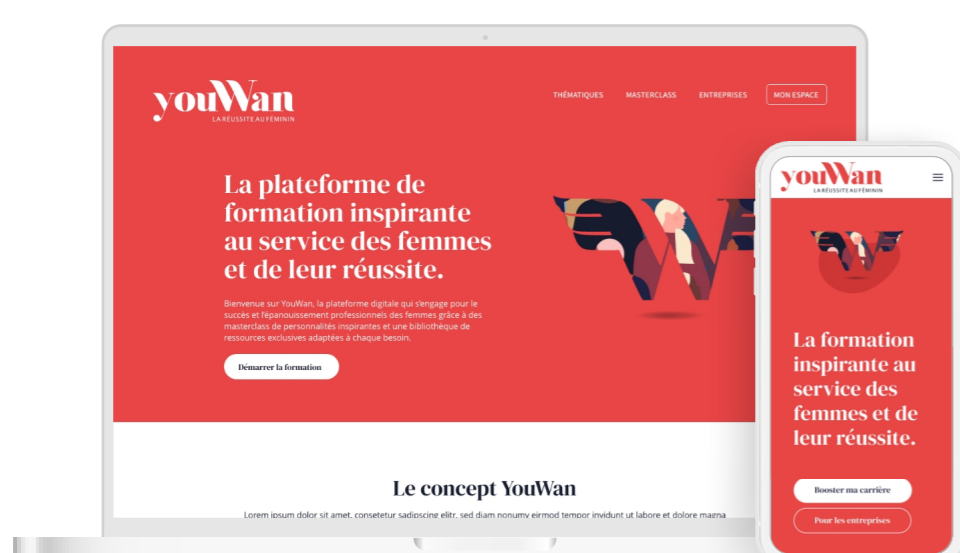 youWan
LA RÉUSSITE AU FÉMININ
THÉMATIQUES MASTERCLASS ENTREPRISES MON ESPACE
La plateforme de
formation inspirante
au service des femmes
et de leur réussite.
Bienvenue sur YouWan, la plateforme digitale qui s'engage pour le
succès et l'épanouissement professionnels des femmes grâce à des
masterclass de personnalités inspirantes et une bibliothèque de
ressources exclusives adaptées à chaque besoin.
Démarrer la formation
Le concept YouWan
Lorem ipsum dolor sit amet, consetetur sadipscing elitr, sed diam nonumy eirmod tempor invidunt ut labore et dolore magna
youWan
LA RÉUSSITE AU FÉMININ
La formation
inspirante au
service des
femmes et de
leur réussite.
Booster ma carrière
Pour les entreprises